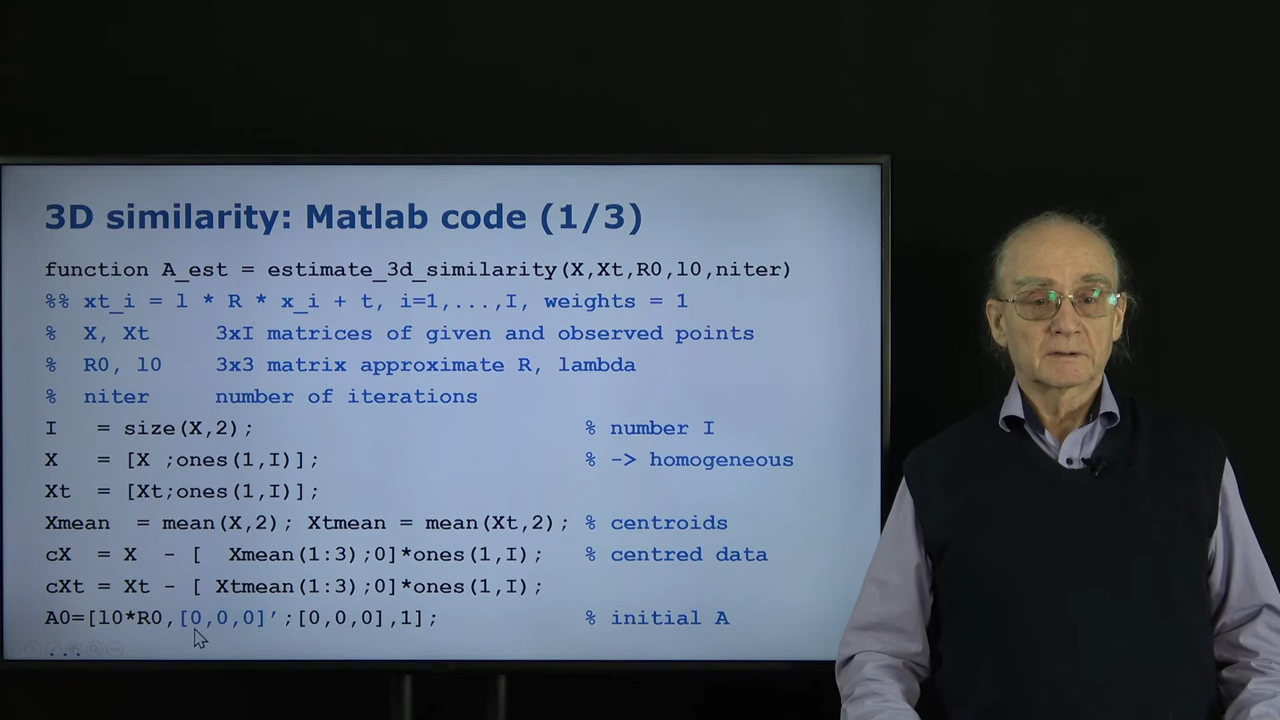 3D similarity: Matlab code (1/3)
function A_est = estimate_3d_similarity(X,Xt,R0,l0,niter)
%% xt_i = l * R * x_i + t, i=1,...,I, weights = 1
% X, Xt 3xI matrices of given and observed points
% R0, l0 3x3 matrix approximate R, lambda
% niter number of iterations
I = size(X,2); % number I
X = [X ;ones(1,I)]; % -> homogeneous
Xt = [Xt;ones(1,I)];
Xmean = mean(X,2); Xtmean = mean(Xt,2); % centroids
cX = X - [ Xmean(1:3);0]*ones(1,I); % centred data
cXt = Xt - [ Xtmean(1:3);0]*ones(1,I);
A0=[l0*R0,[0,0,0]’;[0,0,0],1]; % initial A
...